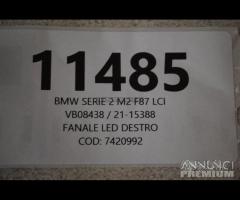 11485
BMW SERIE 2 M2 F87 LCI
VB08438 / 21-15388
FANALE LED DESTRO
COD: 7420992
ANNUNCI
PREMIUM